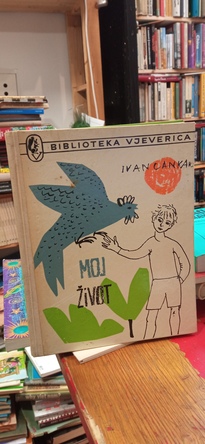 BIBLIOTEKA VJEVERICA
IVAN CANKAR
MOJ
ŽIVOT